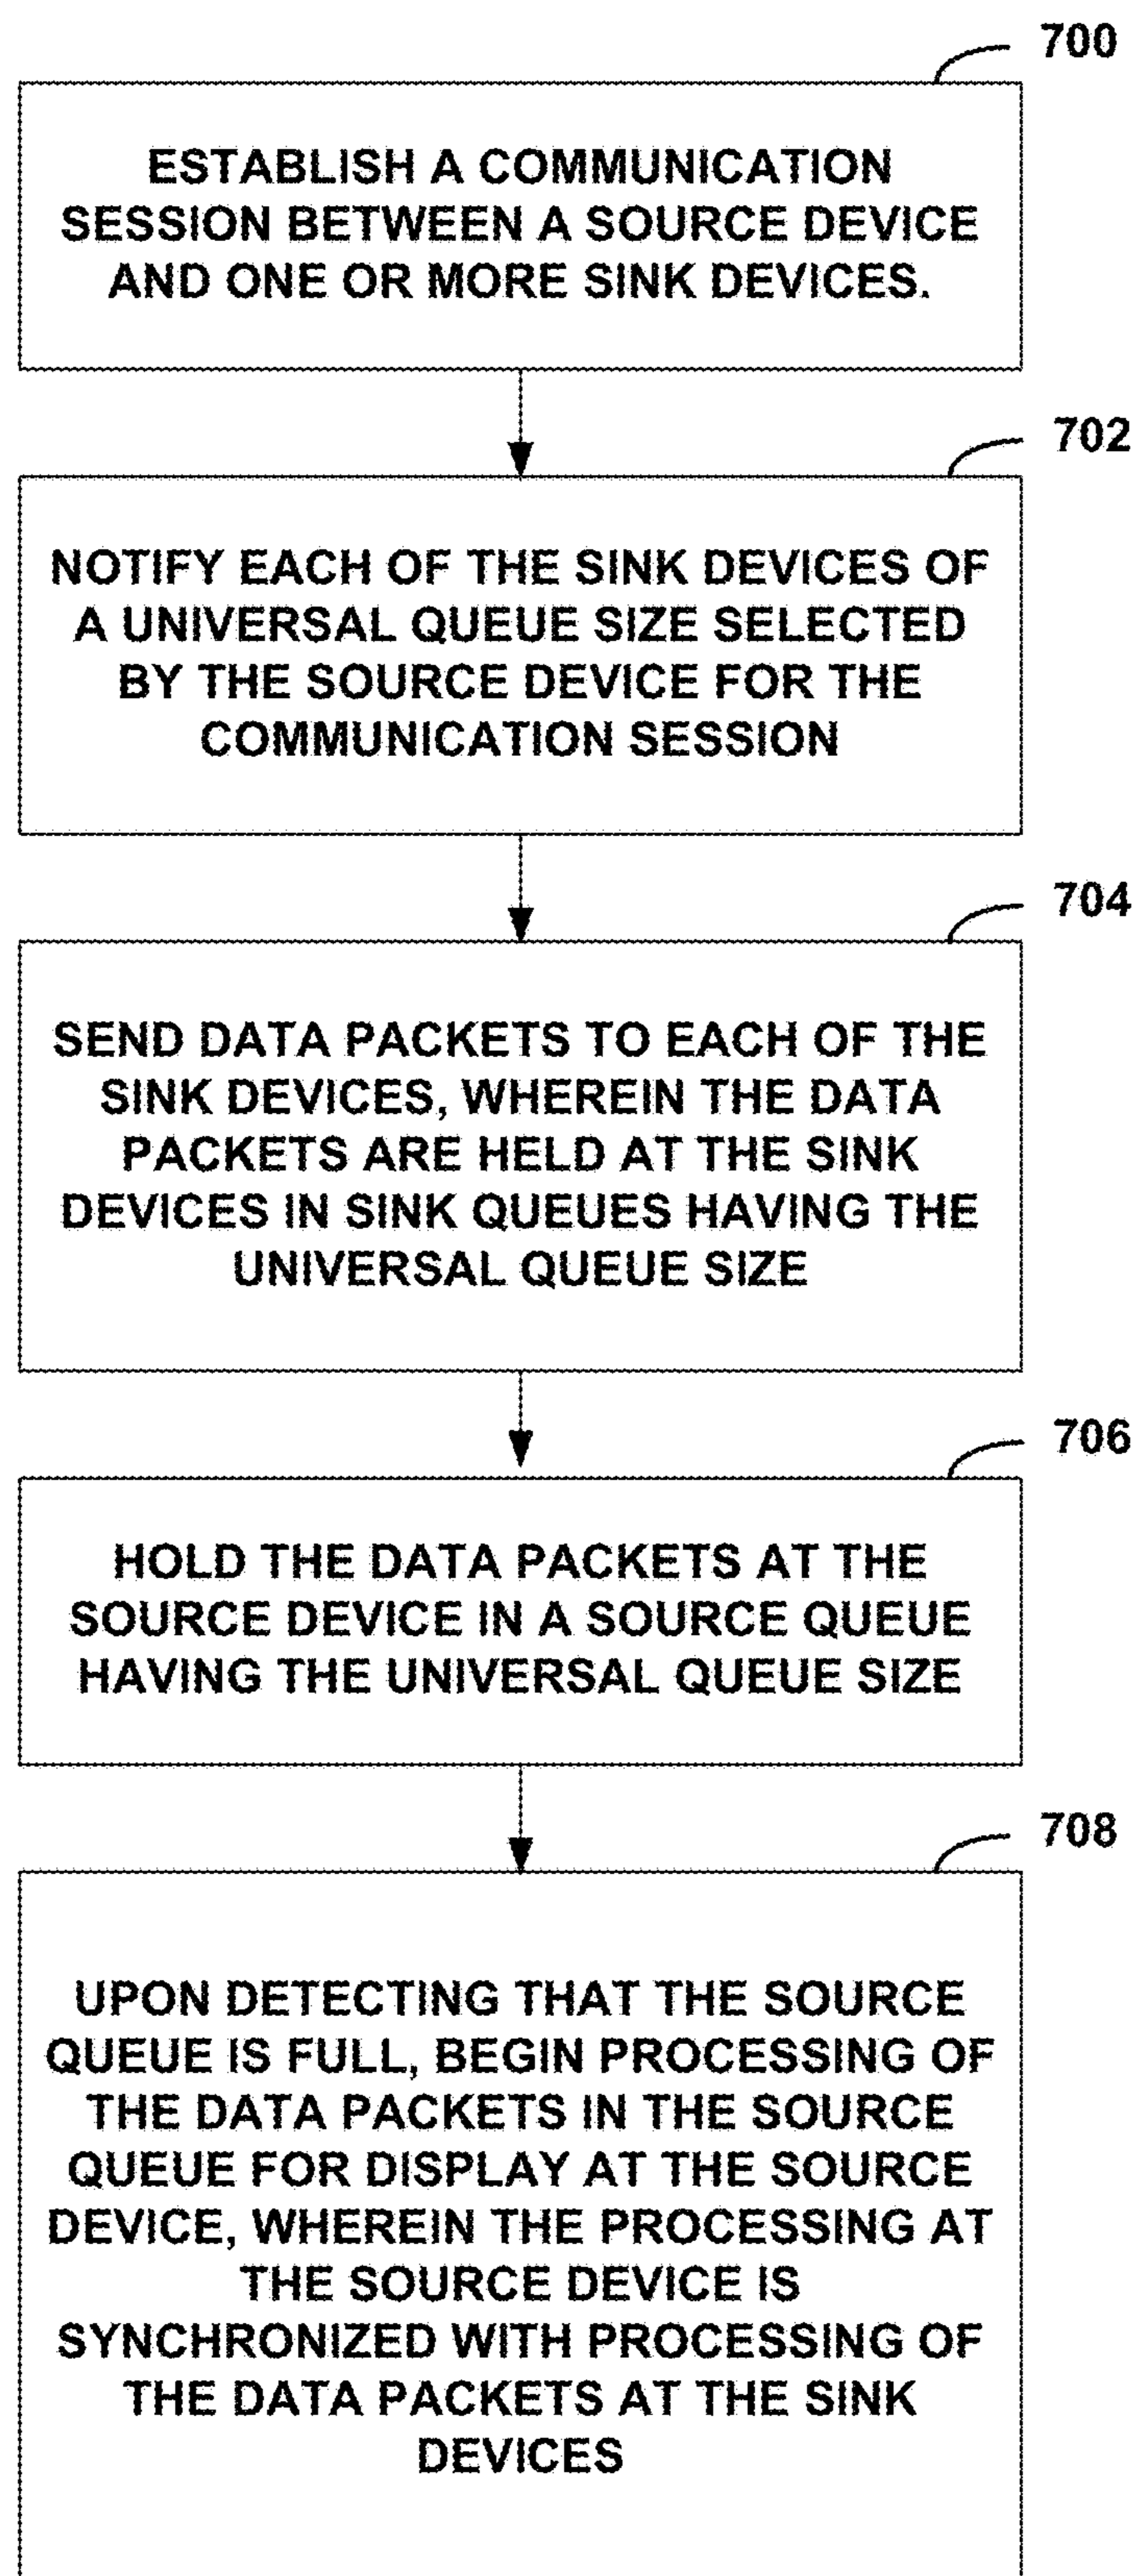 700
ESTABLISH A COMMUNICATION
SESSION BETWEEN A SOURCE DEVICE
AND ONE OR MORE SINK DEVICES.
702
NOTIFY EACH OF THE SINK DEVICES OF
A UNIVERSAL QUEUE SIZE SELECTED
BY THE SOURCE DEVICE FOR THE
COMMUNICATION SESSION
704
SEND DATA PACKETS TO EACH OF THE
SINK DEVICES, WHEREIN THE DATA
PACKETS ARE HELD AT THE SINK
DEVICES IN SINK QUEUES HAVING THE
UNIVERSAL QUEUE SIZE
706
HOLD THE DATA PACKETS AT THE
SOURCE DEVICE IN A SOURCE QUEUE
HAVING THE UNIVERSAL QUEUE SIZE
708
UPON DETECTING THAT THE SOURCE
QUEUE IS FULL, BEGIN PROCESSING OF
THE DATA PACKETS IN THE SOURCE
QUEUE FOR DISPLAY AT THE SOURCE
DEVICE, WHEREIN THE PROCESSING AT
THE SOURCE DEVICE IS
SYNCHRONIZED WITH PROCESSING OF
THE DATA PACKETS AT THE SINK
DEVICES